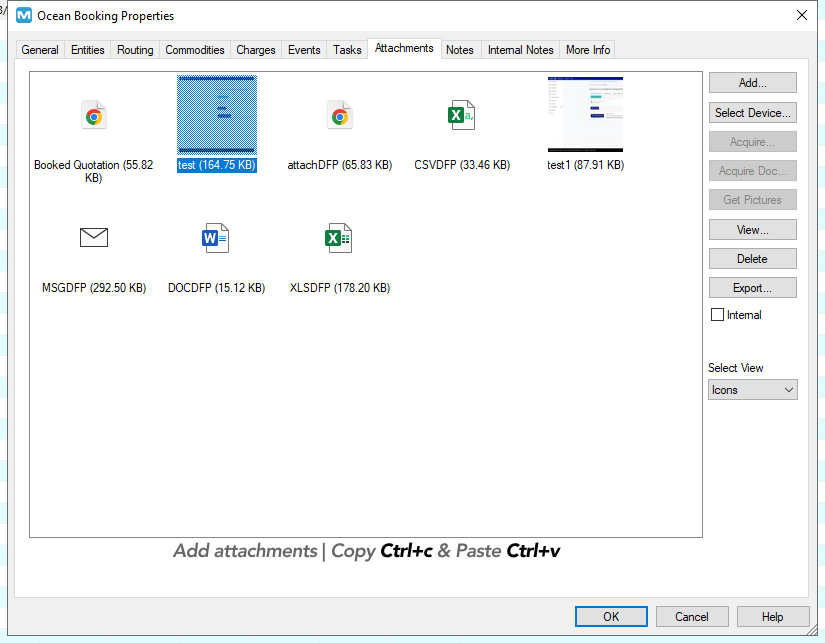 Ocean Booking Properties
General Entities Routing Commodities Charges Events Tasks Attachments Notes Internal Notes More Info
Booked Quotation (55.82
KB)
test (164.75 KB)
attachDFP (65.83 KB)
CSVDFP (33.46 KB)
test1 (87.91 KB)
MSGDFP (292.50 KB)
DOCDFP (15.12 KB)
XLSDFP (178.20 KB)
Add...
Select Device...
Acquire...
Acquire Doc...
Get Pictures
View...
Delete
Export...
Internal
Select View
Icons
Add attachments | Copy Ctrl+c & Paste Ctrl+v
OK Cancel Help